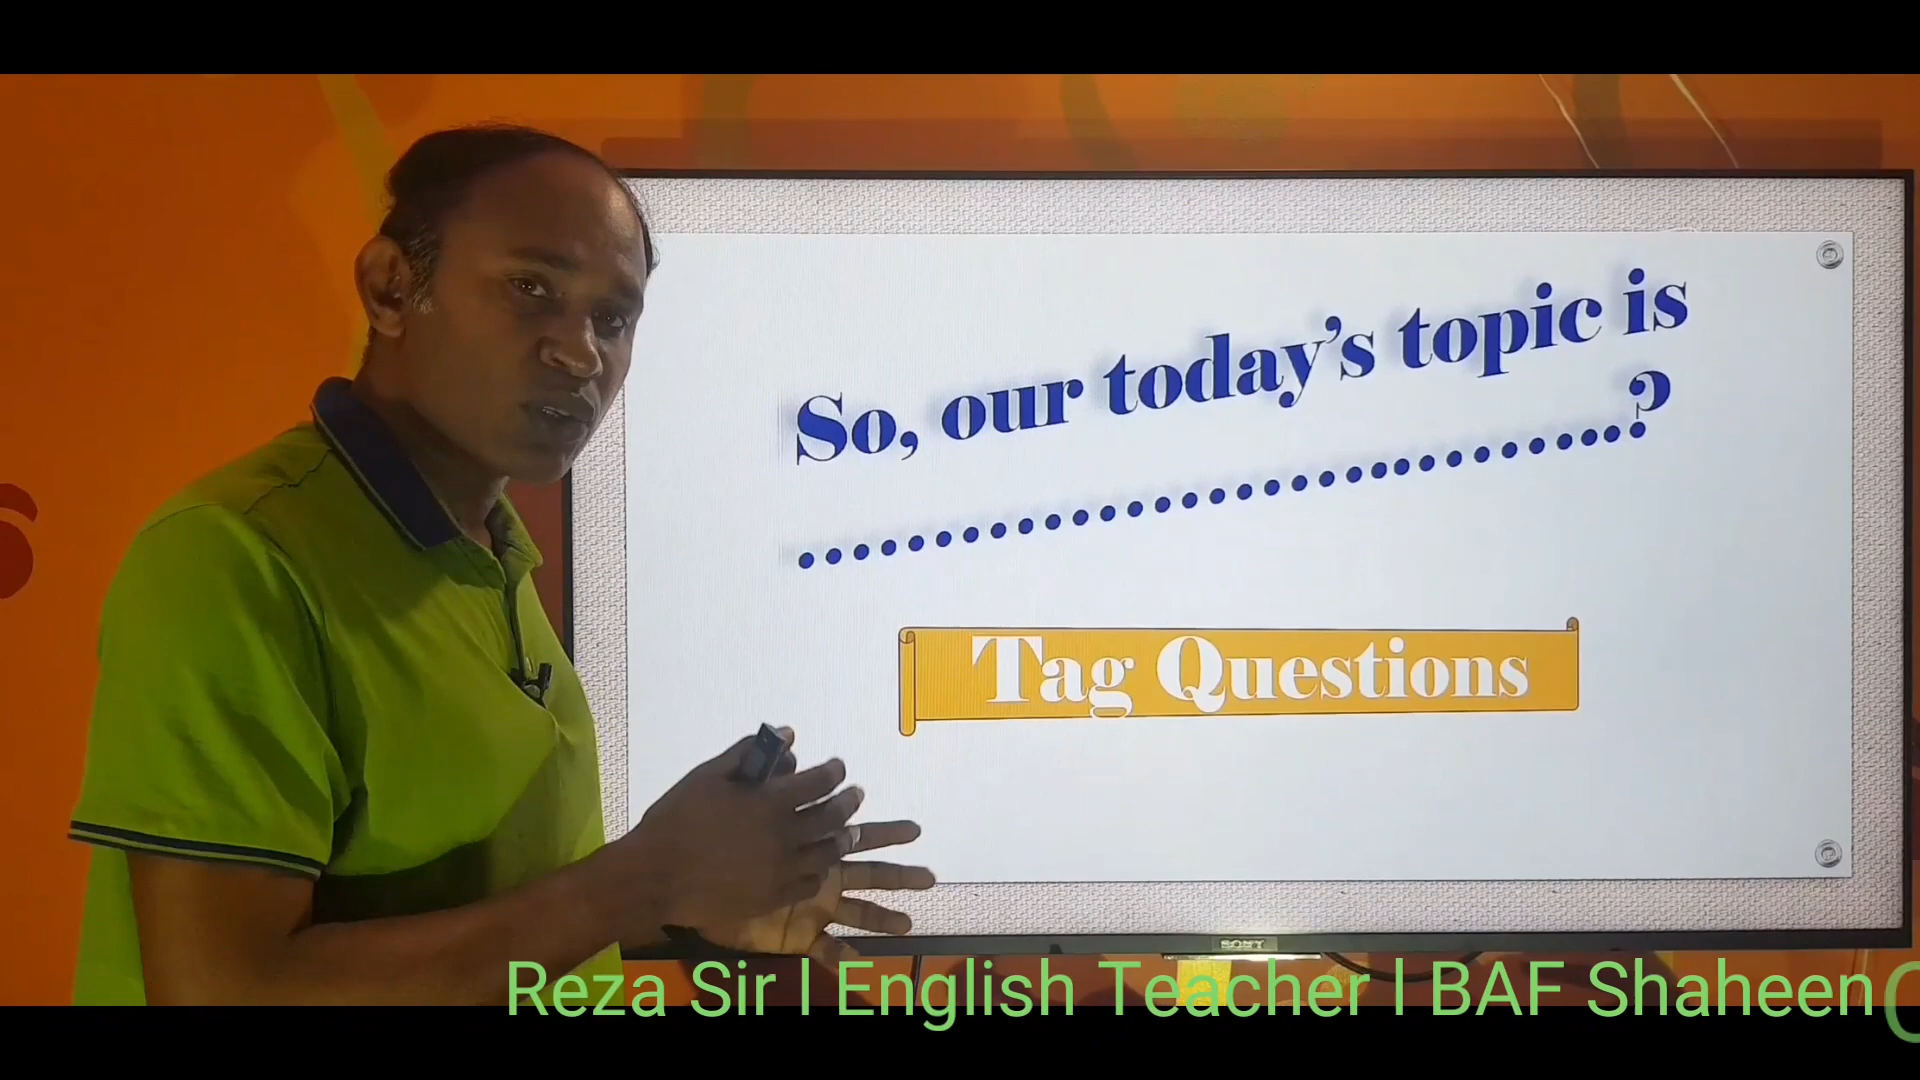 So, our today's topic is
........................................?
Tag Questions
SONY
Reza Sir l English Teacher l BAF Shaheen